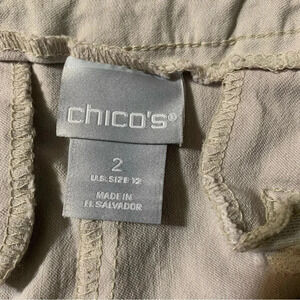 chico's®
2
U.S. SIZE 12
MADE IN
EL SALVADOR